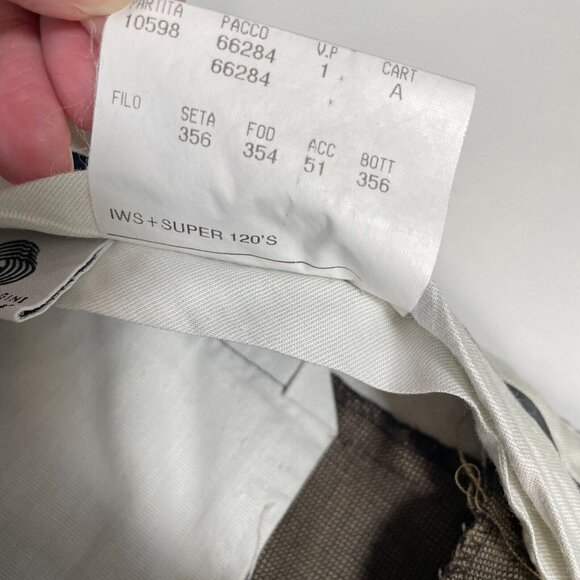 PARTITA PACCO V.P CART
10598 66284 1 A
66284
FILO SETA FOD ACC BOTT
356 354 51 356
IWS+SUPER 120'S